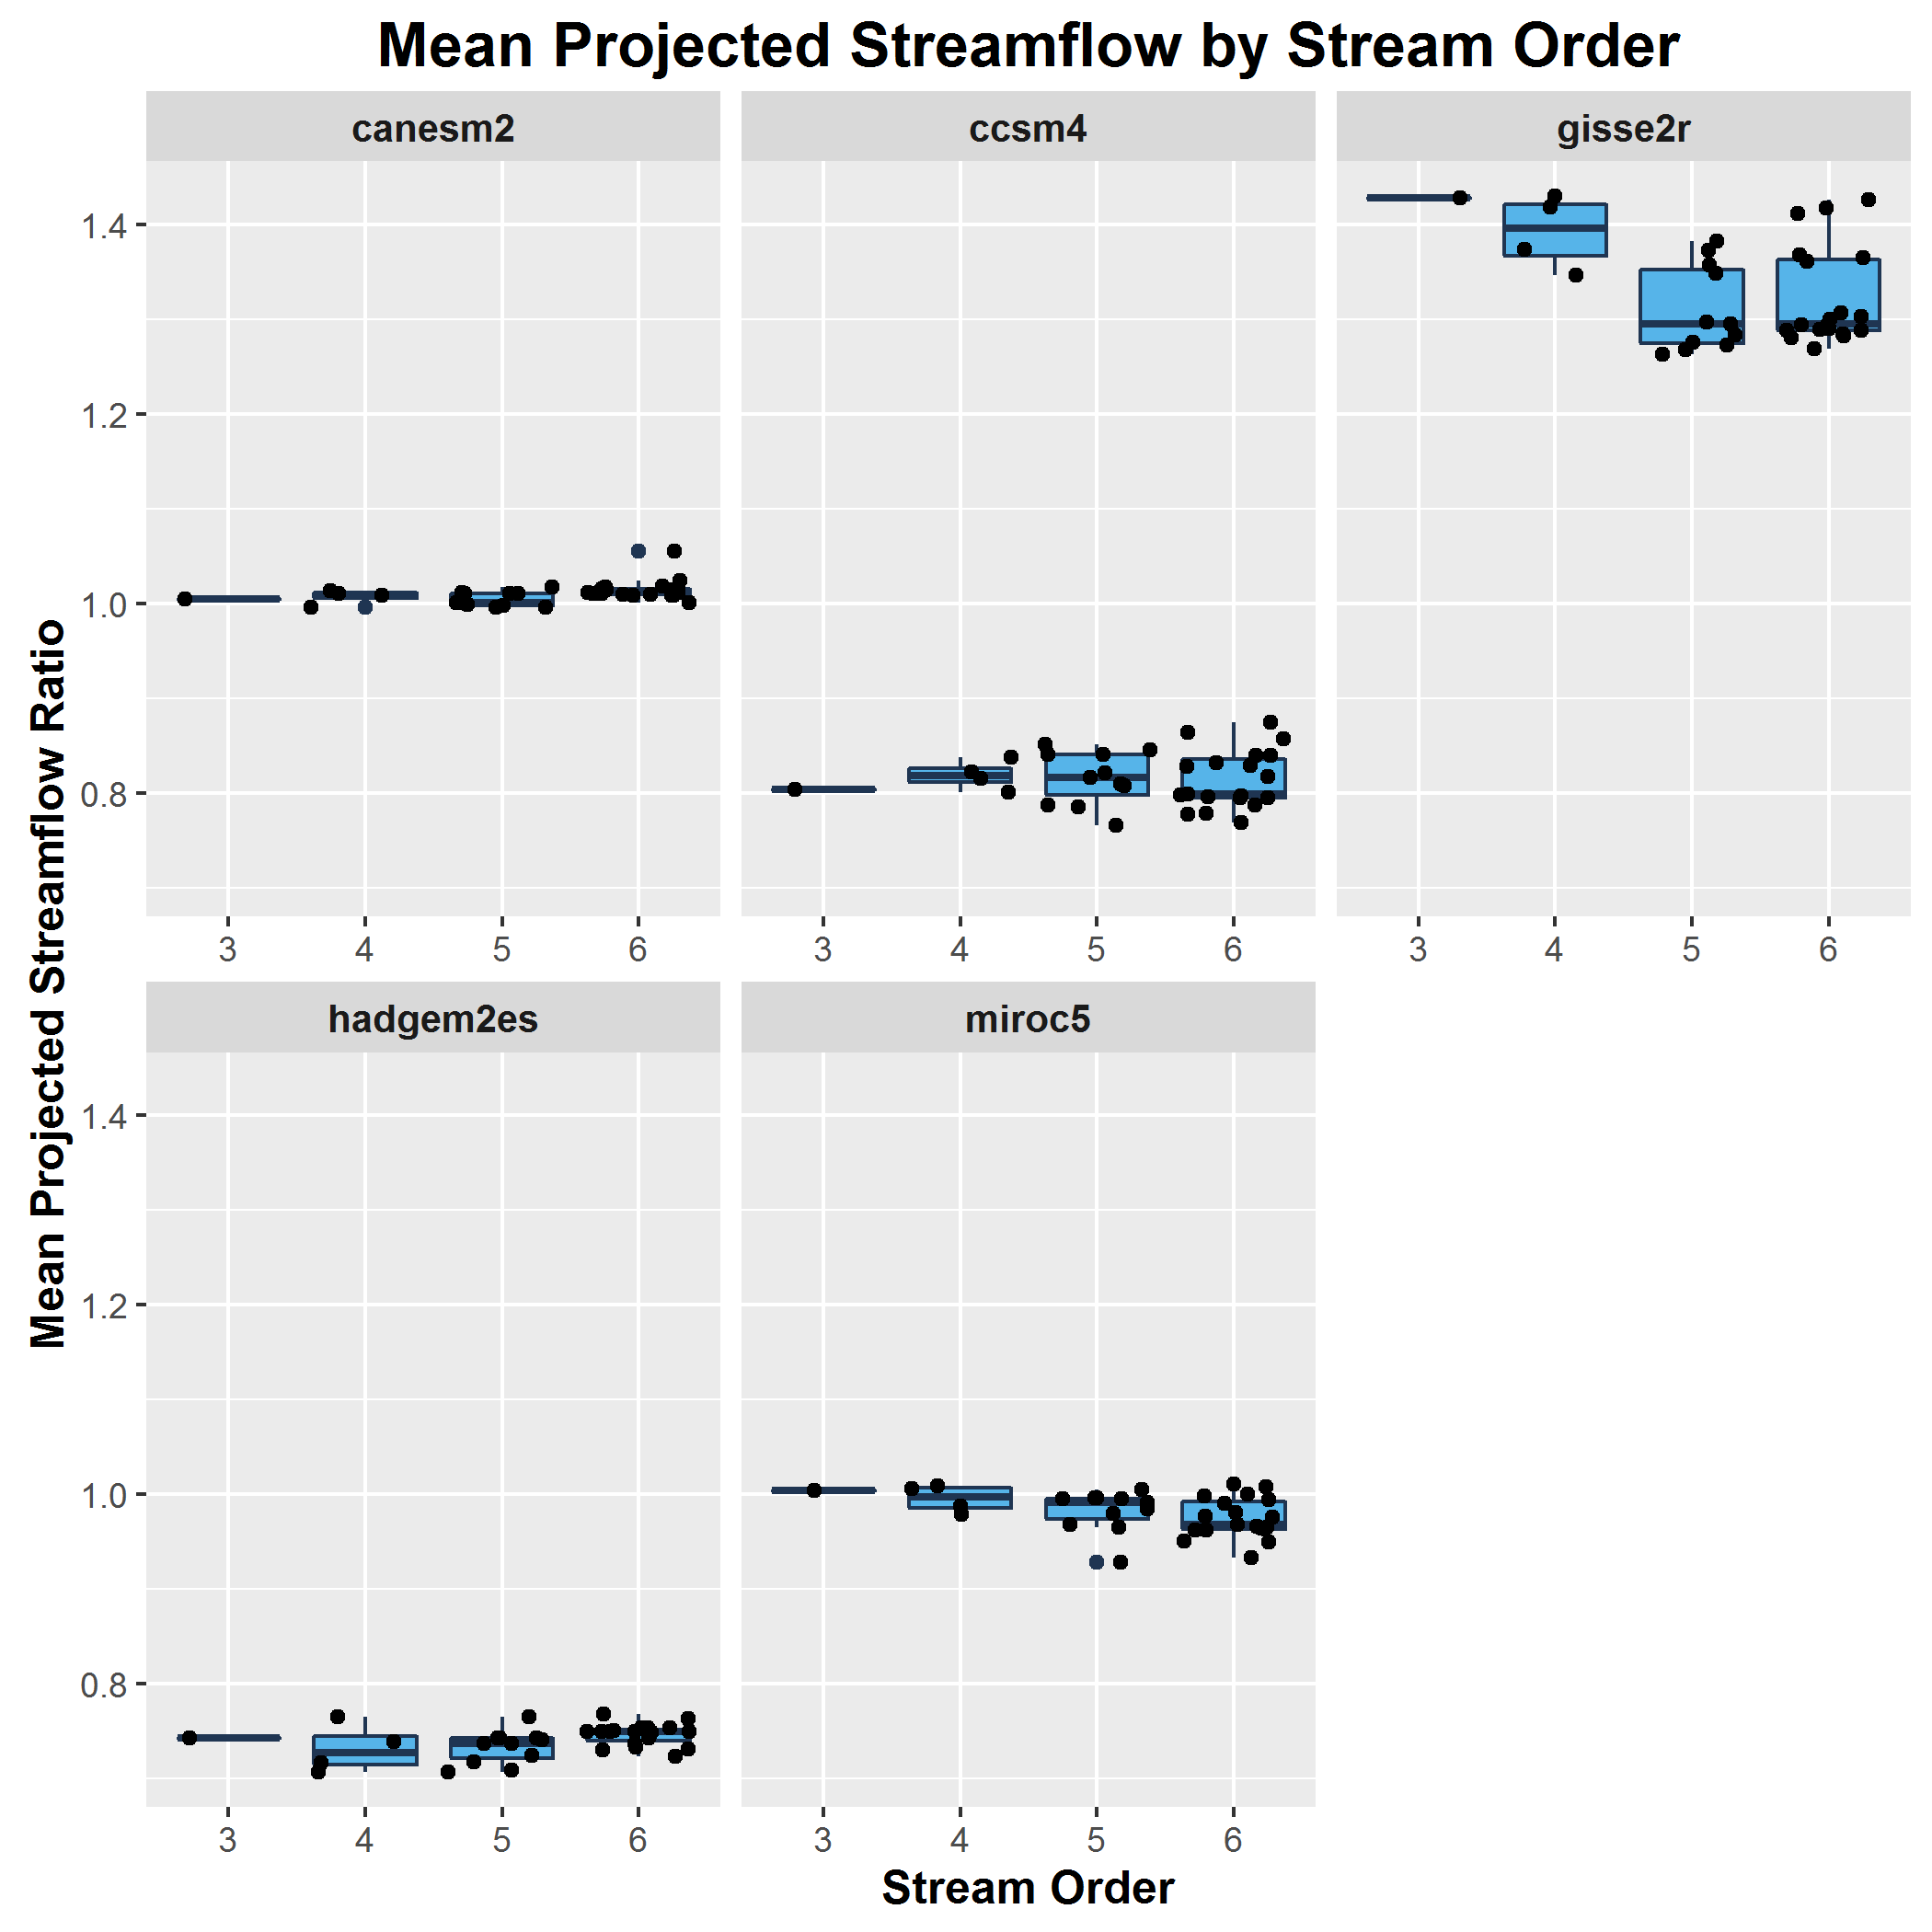 Mean Projected Streamflow by Stream Order
canesm2
ccsm4
gisse2r
1.4
1.2
1.0
0.8
3 4 5 6
3 4 5 6
3 4 5 6
Mean Projected Streamflow Ratio
hadgem2es
miroc5
1.4
1.2
1.0
0.8
3 4 5 6
3 4 5 6
Stream Order